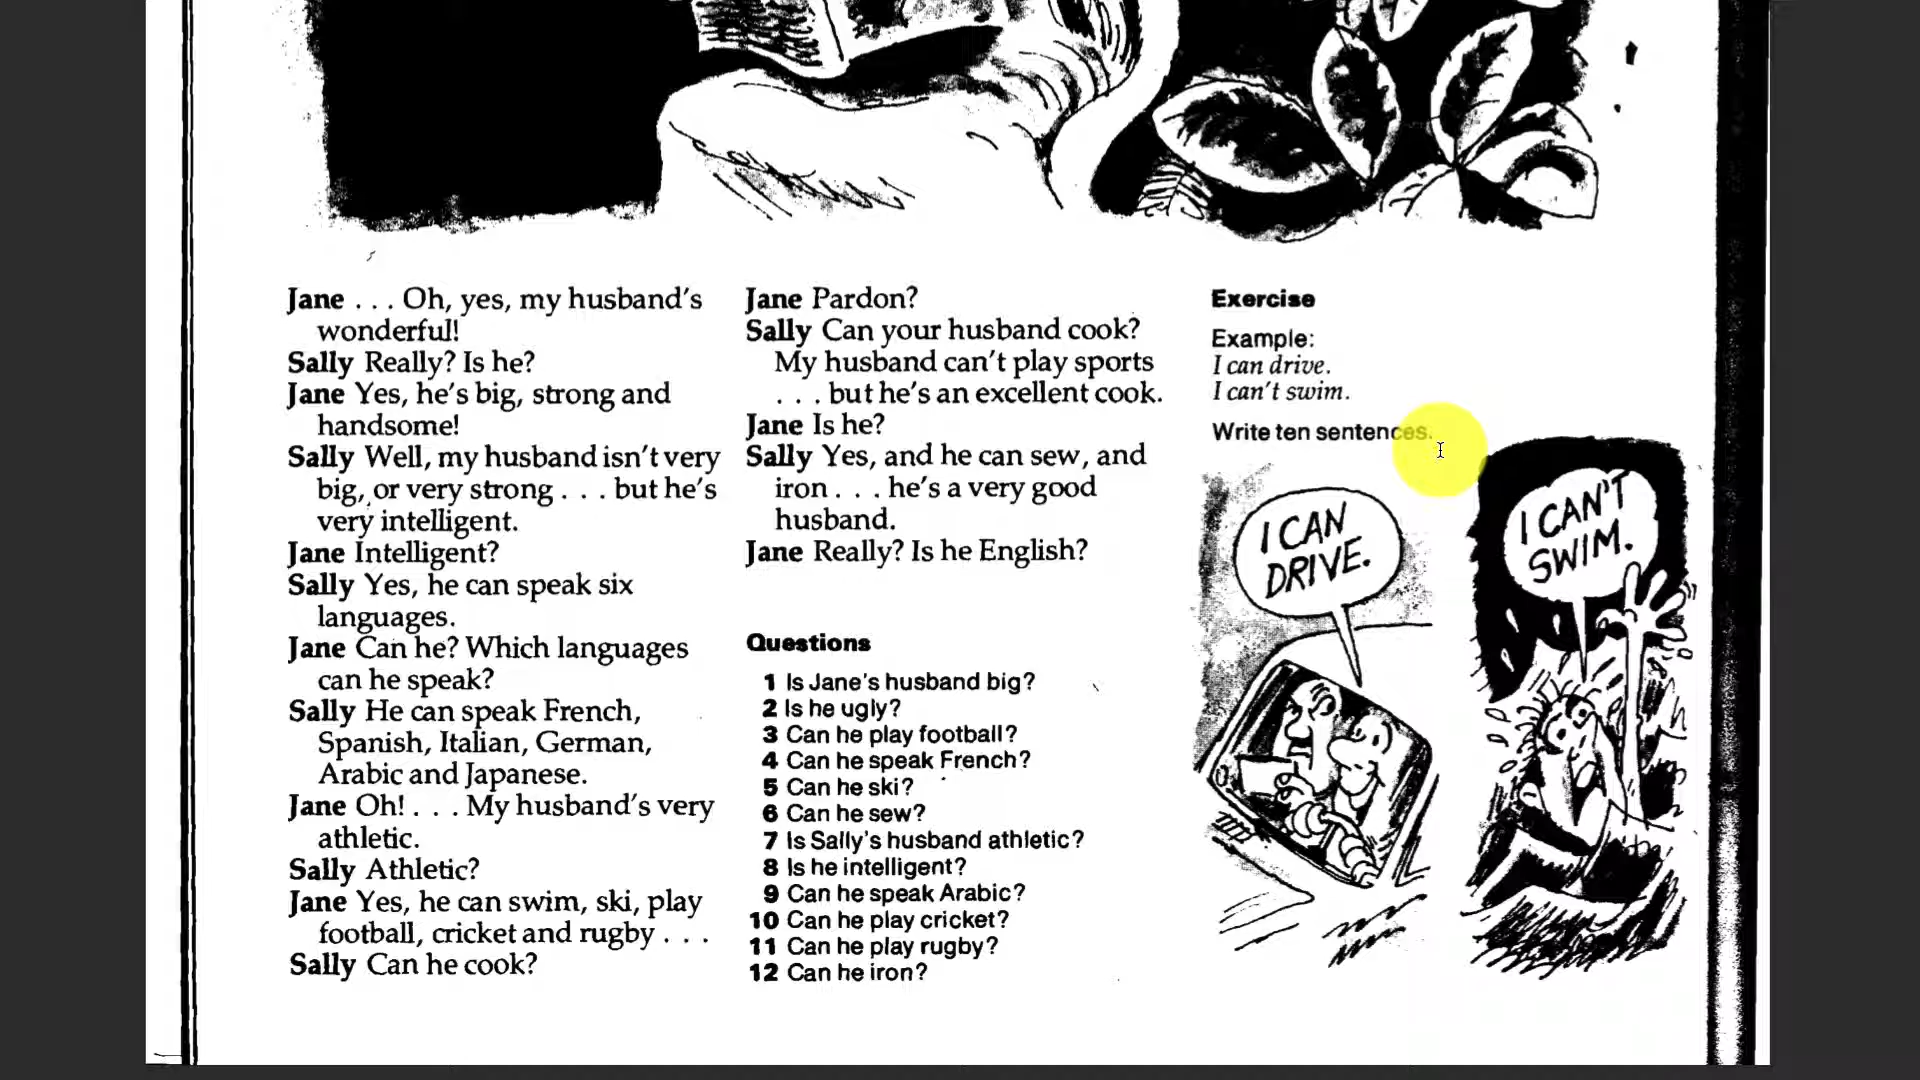 Jane . . . Oh, yes, my husband's
wonderful!
Sally Really? Is he?
Jane Yes, he's big, strong and
handsome!
Sally Well, my husband isn't very
big, or very strong . . . but he's
very intelligent.
Jane Intelligent?
Sally Yes, he can speak six
languages.
Jane Can he? Which languages
can he speak?
Sally He can speak French,
Spanish, Italian, German,
Arabic and Japanese.
Jane Oh! . . . My husband's very
athletic.
Sally Athletic?
Jane Yes, he can swim, ski, play
football, cricket and rugby . . .
Sally Can he cook?
Jane Pardon?
Sally Can your husband cook?
My husband can't play sports
. . . but he's an excellent cook.
Jane Is he?
Sally Yes, and he can sew, and
iron . . . he's a very good
husband.
Jane Really? Is he English?
Questions
1 Is Jane's husband big?
2 Is he ugly?
3 Can he play football?
4 Can he speak French?
5 Can he ski?
6 Can he sew?
7 Is Sally's husband athletic?
8 Is he intelligent?
9 Can he speak Arabic?
10 Can he play cricket?
11 Can he play rugby?
12 Can he iron?
Exercise
Example:
I can drive.
I can't swim.
Write ten sentences.
I CAN
DRIVE.
I CAN'T
SWIM.